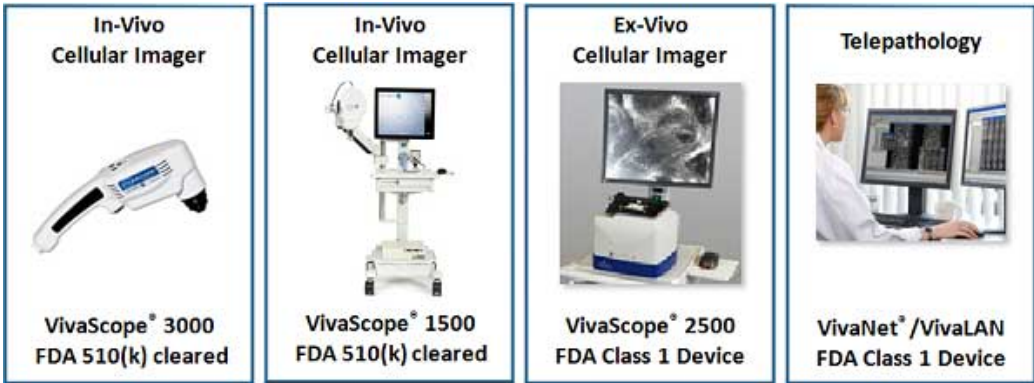 In-Vivo
Cellular Imager
VivaScope® 3000
FDA 510(k) cleared
In-Vivo
Cellular Imager
VivaScope® 1500
FDA 510(k) cleared
Ex-Vivo
Cellular Imager
VivaScope® 2500
FDA Class 1 Device
Telepathology
VivaNet®/VivaLAN
FDA Class 1 Device